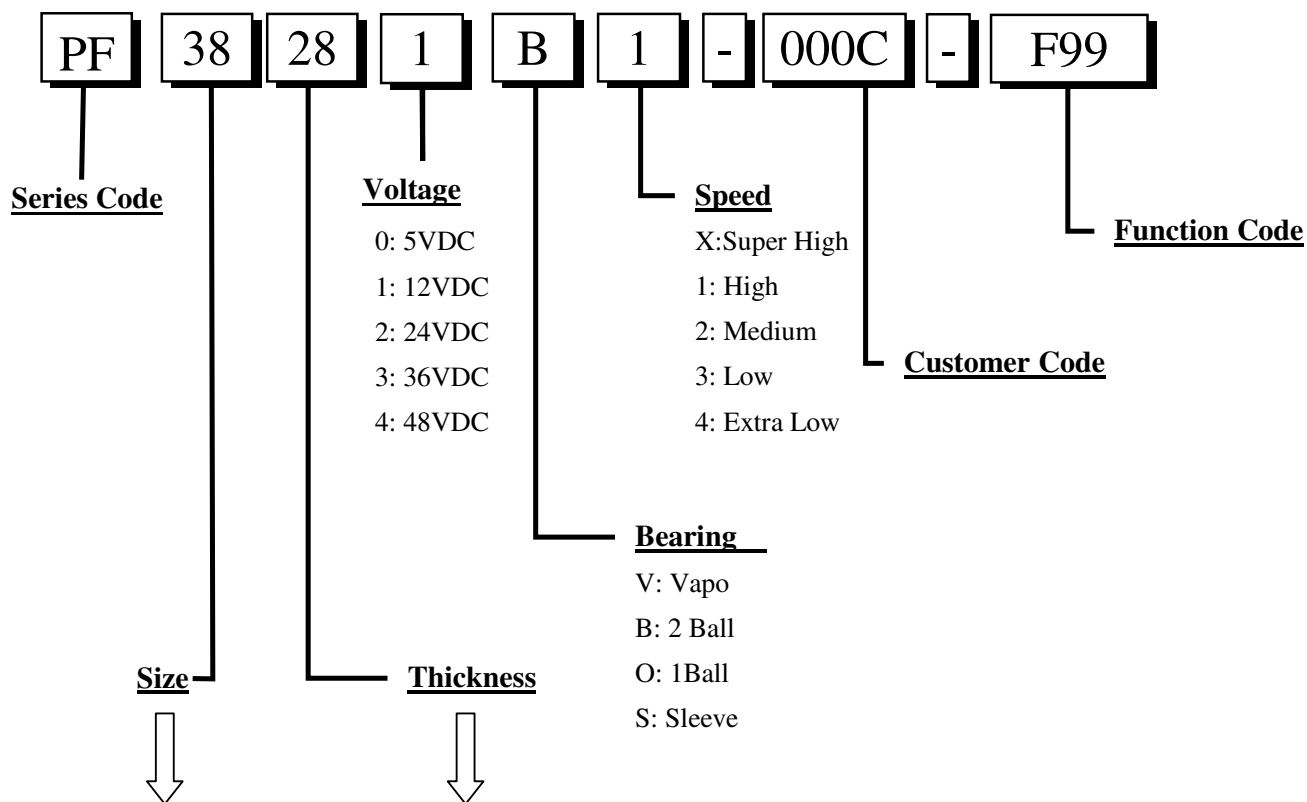 PF 38 28 1 B 1 - 000C - F99
Series Code
Voltage
0: 5VDC
1: 12VDC
2: 24VDC
3: 36VDC
4: 48VDC
Speed
X:Super High
1: High
2: Medium
3: Low
4: Extra Low
Function Code
Customer Code
Bearing
V: Vapo
B: 2 Ball
O: 1Ball
S: Sleeve
Size
Thickness